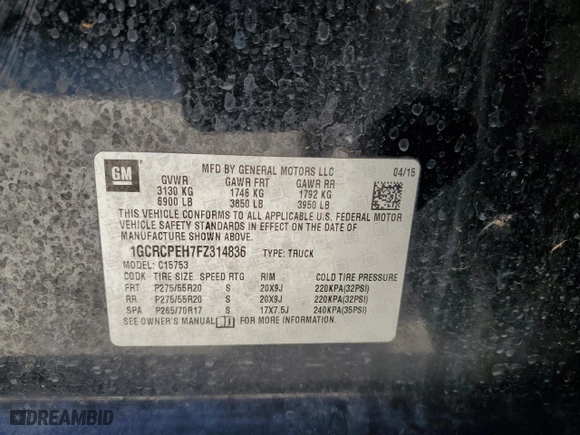 GM
MFD BY GENERAL MOTORS LLC
04/15
GVWR GAWR FRT GAWR RR
3130 KG 1746 KG 1792 KG
6900 LB 3850 LB 3950 LB
THIS VEHICLE CONFORMS TO ALL APPLICABLE U.S. FEDERAL MOTOR
VEHICLE SAFETY STANDARDS IN EFFECT ON THE DATE OF
MANUFACTURE SHOWN ABOVE.
1GCRCPEH7FZ314836 TYPE: TRUCK
MODEL: C15753
CODK TIRE SIZE SPEED RTG RIM COLD TIRE PRESSURE
FRT P275/55R20 S 20X9J 220KPA(32PSI)
RR P275/55R20 S 20X9J 220KPA(32PSI)
SPA P265/70R17 S 17X7.5J 240KPA(35PSI)
SEE OWNER'S MANUAL FOR MORE INFORMATION.
DREAMBID